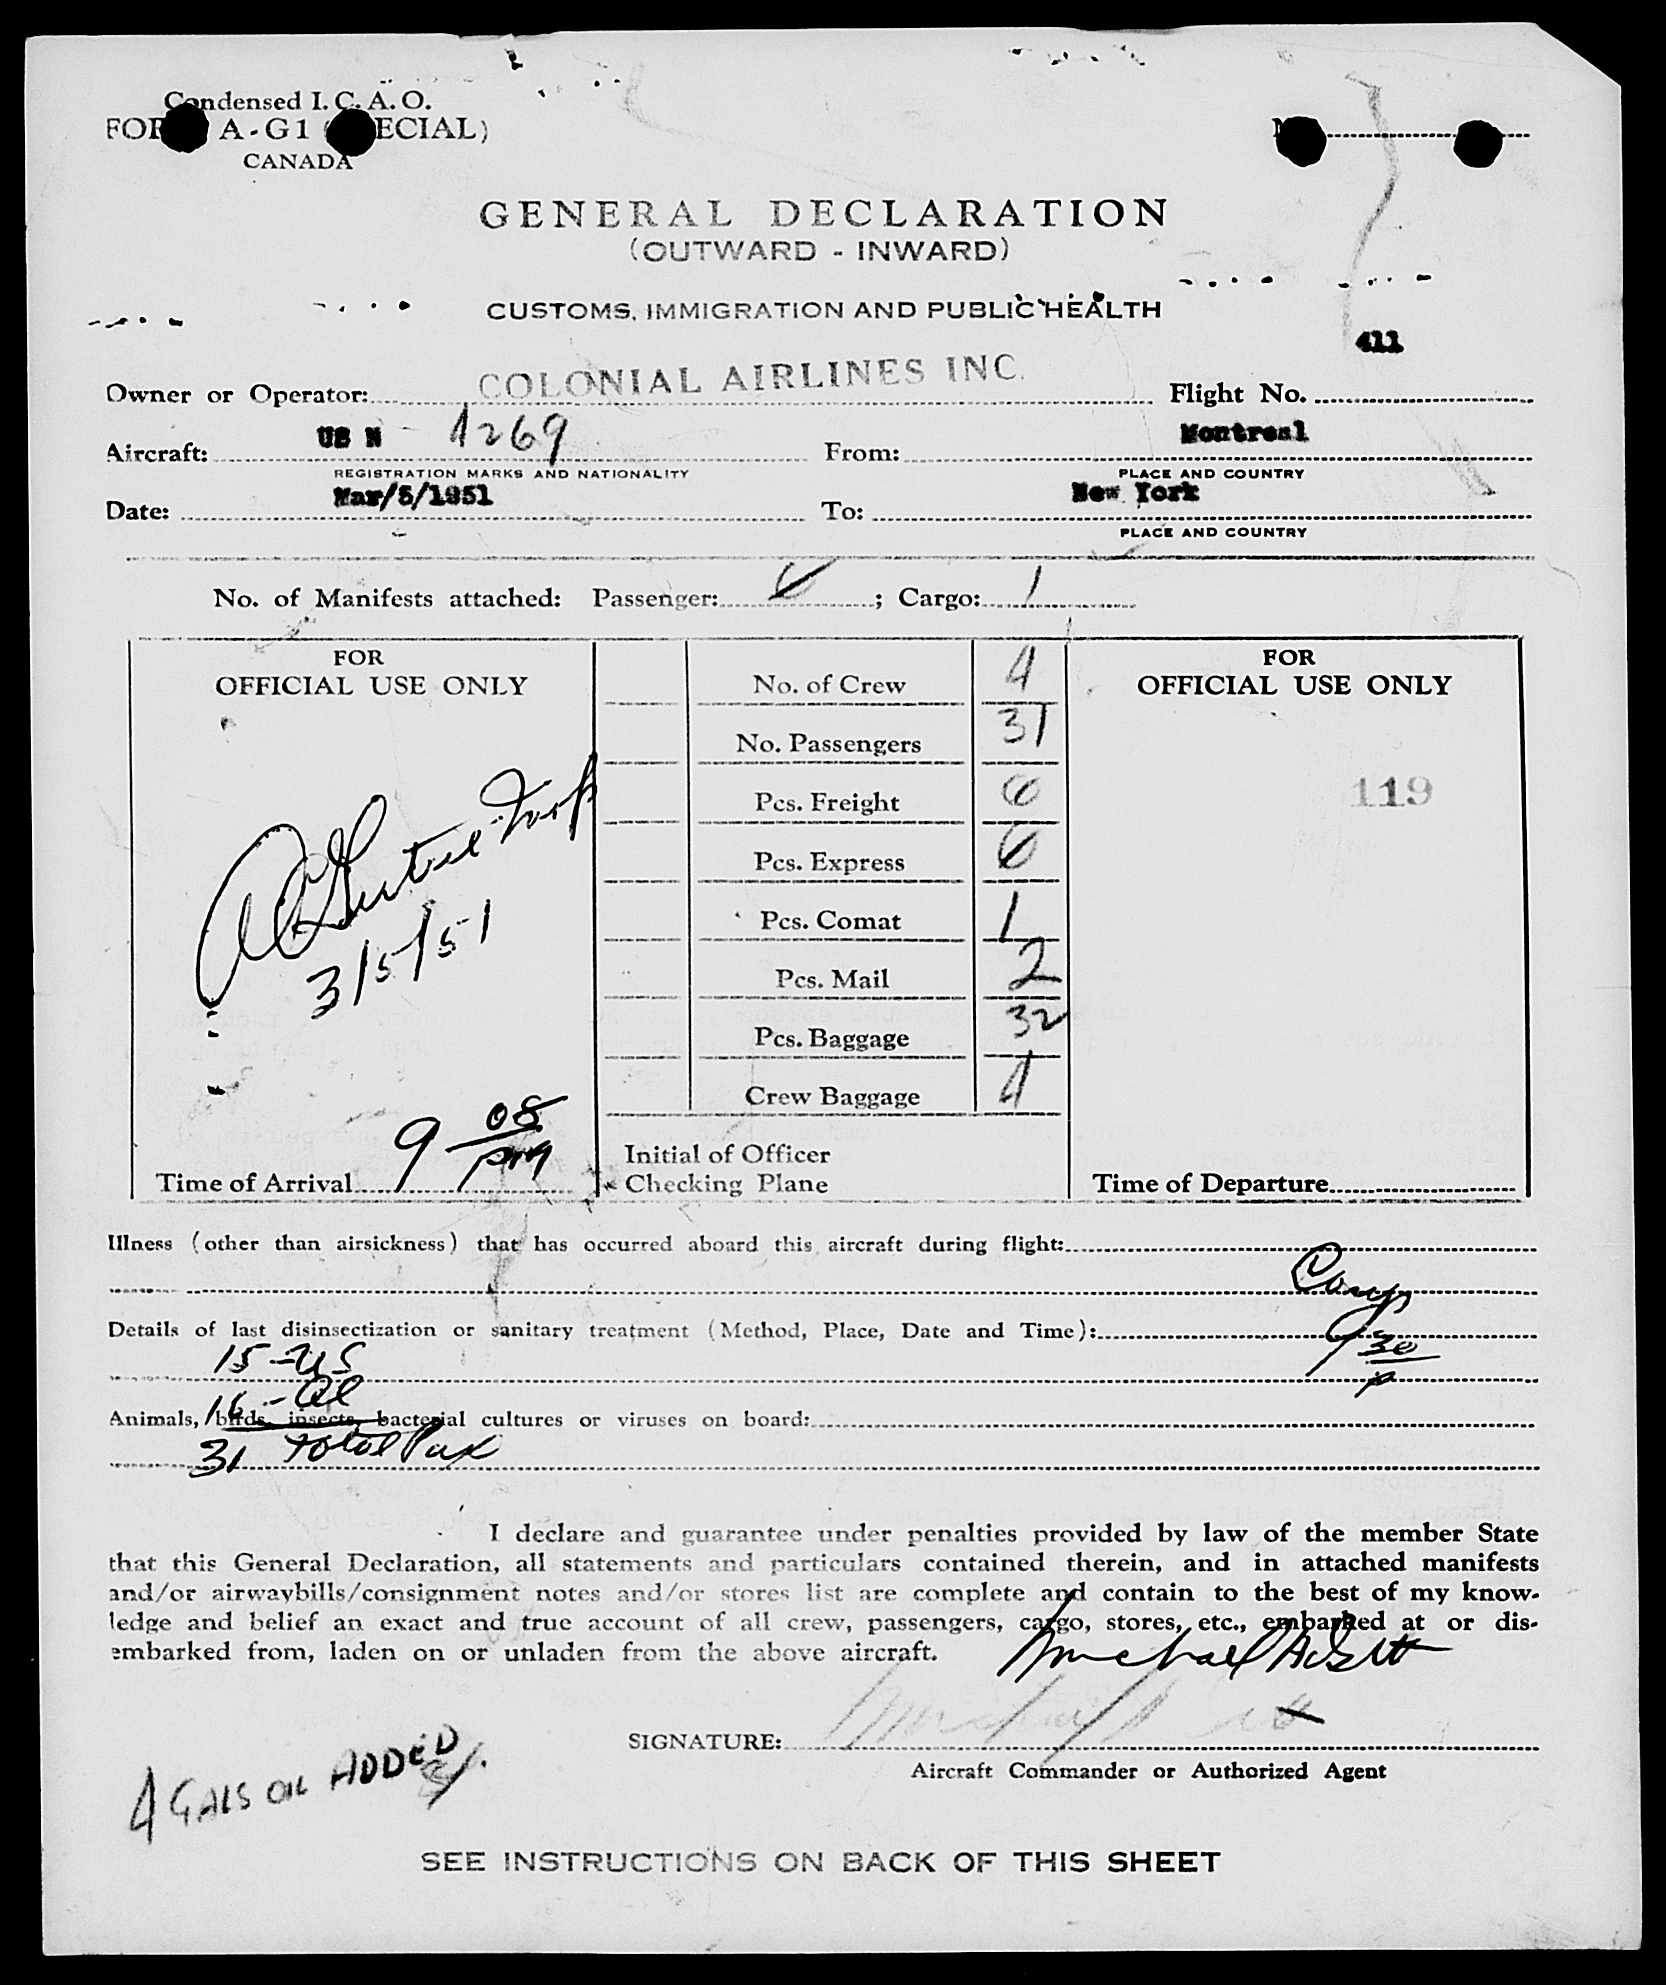 Condensed I. C. A. O.
A-G1
CANADA
GENERAL DECLARATION
(OUTWARD - INWARD)
CUSTOMS, IMMIGRATION AND PUBLIC HEALTH
411
Owner or Operator: COLONIAL AIRLINES INC. Flight No.
Aircraft: US N - 4269 From: Montreal
REGISTRATION MARKS AND NATIONALITY PLACE AND COUNTRY
Date: Mar/5/1951 To: New York
PLACE AND COUNTRY
No. of Manifests attached: Passenger: 0 ; Cargo: 1
FOR
OFFICIAL USE ONLY
3/5/51
9 08
pm
Time of Arrival
No. of Crew 4
No. Passengers 31
Pcs. Freight 0
Pcs. Express 0
Pcs. Comat 1
Pcs. Mail 2
Pcs. Baggage 32
Crew Baggage 4
Initial of Officer
Checking Plane
FOR
OFFICIAL USE ONLY
119
Time of Departure
Illness (other than airsickness) that has occurred aboard this aircraft during flight:
Comp
Details of last disinsectization or sanitary treatment (Method, Place, Date and Time):
9 30
p
15 - US
16 - Al
Animals, birds, insects, bacterial cultures or viruses on board:
31 Total Pax
I declare and guarantee under penalties provided by law of the member State
that this General Declaration, all statements and particulars contained therein, and in attached manifests
and/or airwaybills/consignment notes and/or stores list are complete and contain to the best of my know-
ledge and belief an exact and true account of all crew, passengers, cargo, stores, etc., embarked at or dis-
embarked from, laden on or unladen from the above aircraft.
Michael
SIGNATURE:
Aircraft Commander or Authorized Agent
4 GALS OIL ADDED
SEE INSTRUCTIONS ON BACK OF THIS SHEET